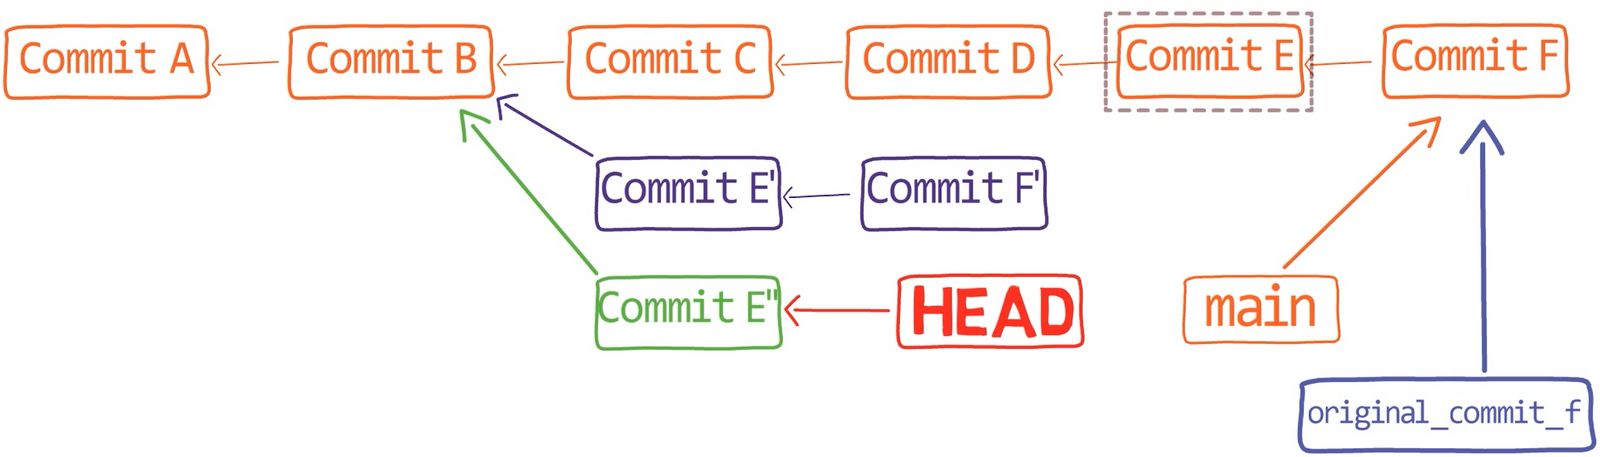 Commit A
Commit B
Commit C
Commit D
Commit E
Commit F
Commit E'
Commit F'
Commit E"
HEAD
main
original_commit_f